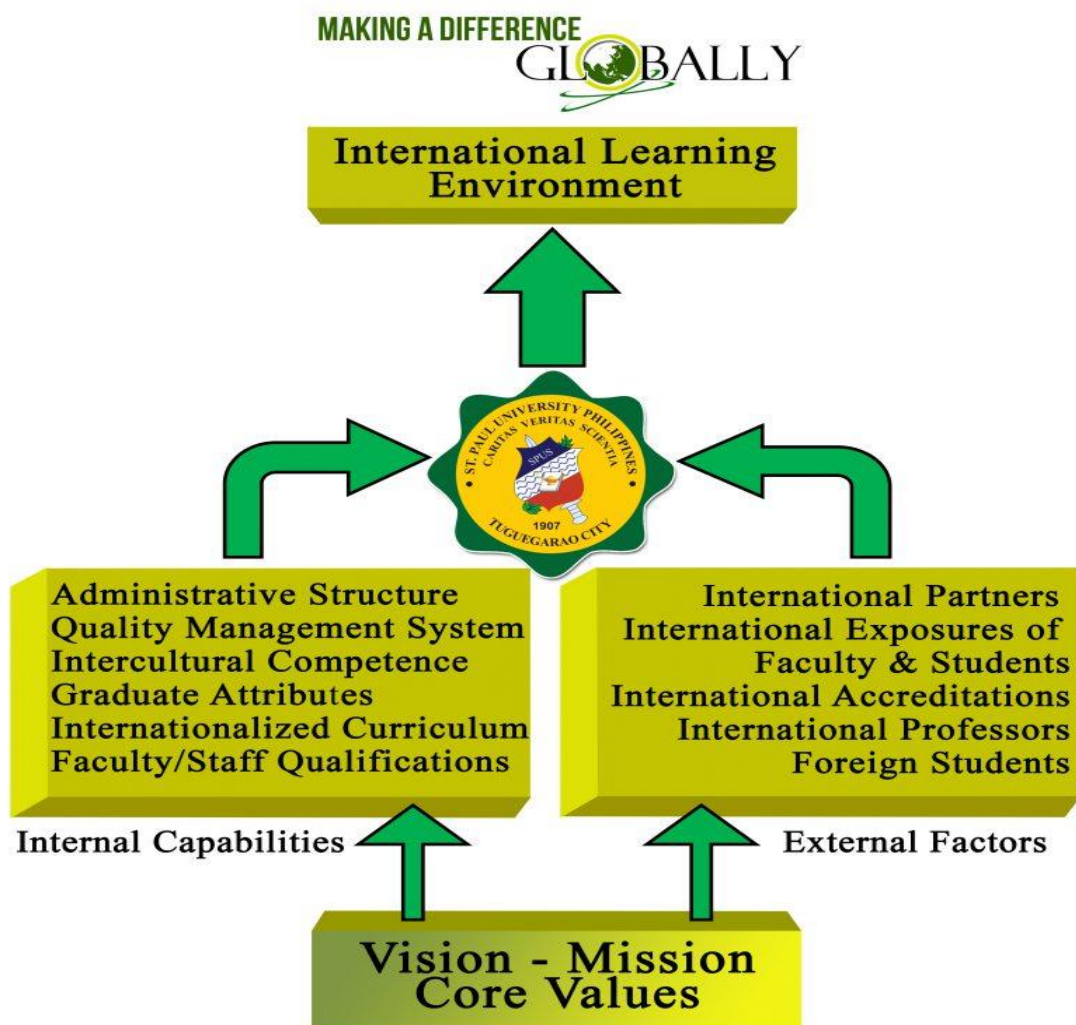 MAKING A DIFFERENCE
GLOBALLY
International Learning
Environment
ST. PAUL UNIVERSITY PHILIPPINES
CARITAS VERITAS SCIENTIA
SPUS
1907
TUGUEGARAO CITY
Administrative Structure
Quality Management System
Intercultural Competence
Graduate Attributes
Internationalized Curriculum
Faculty/Staff Qualifications
Internal Capabilities
International Partners
International Exposures of
Faculty & Students
International Accreditations
International Professors
Foreign Students
External Factors
Vision - Mission
Core Values